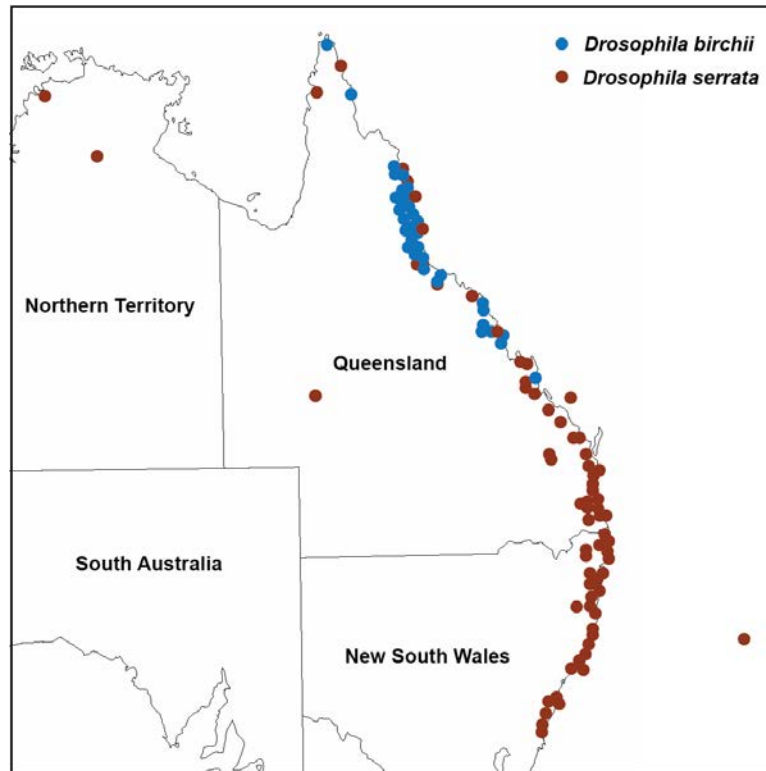 Drosophila birchii
Drosophila serrata
Northern Territory
Queensland
South Australia
New South Wales